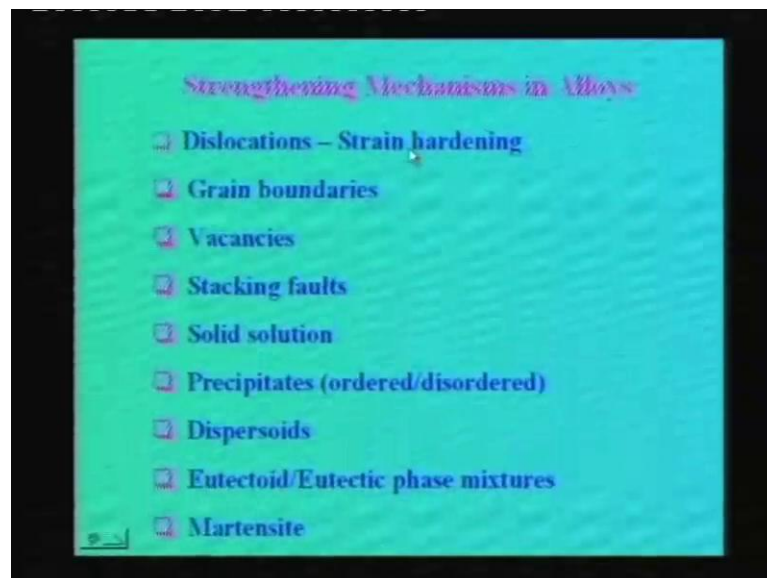 Strengthening Mechanisms in Alloys
Dislocations – Strain hardening
Grain boundaries
Vacancies
Stacking faults
Solid solution
Precipitates (ordered/disordered)
Dispersoids
Eutectoid/Eutectic phase mixtures
Martensite